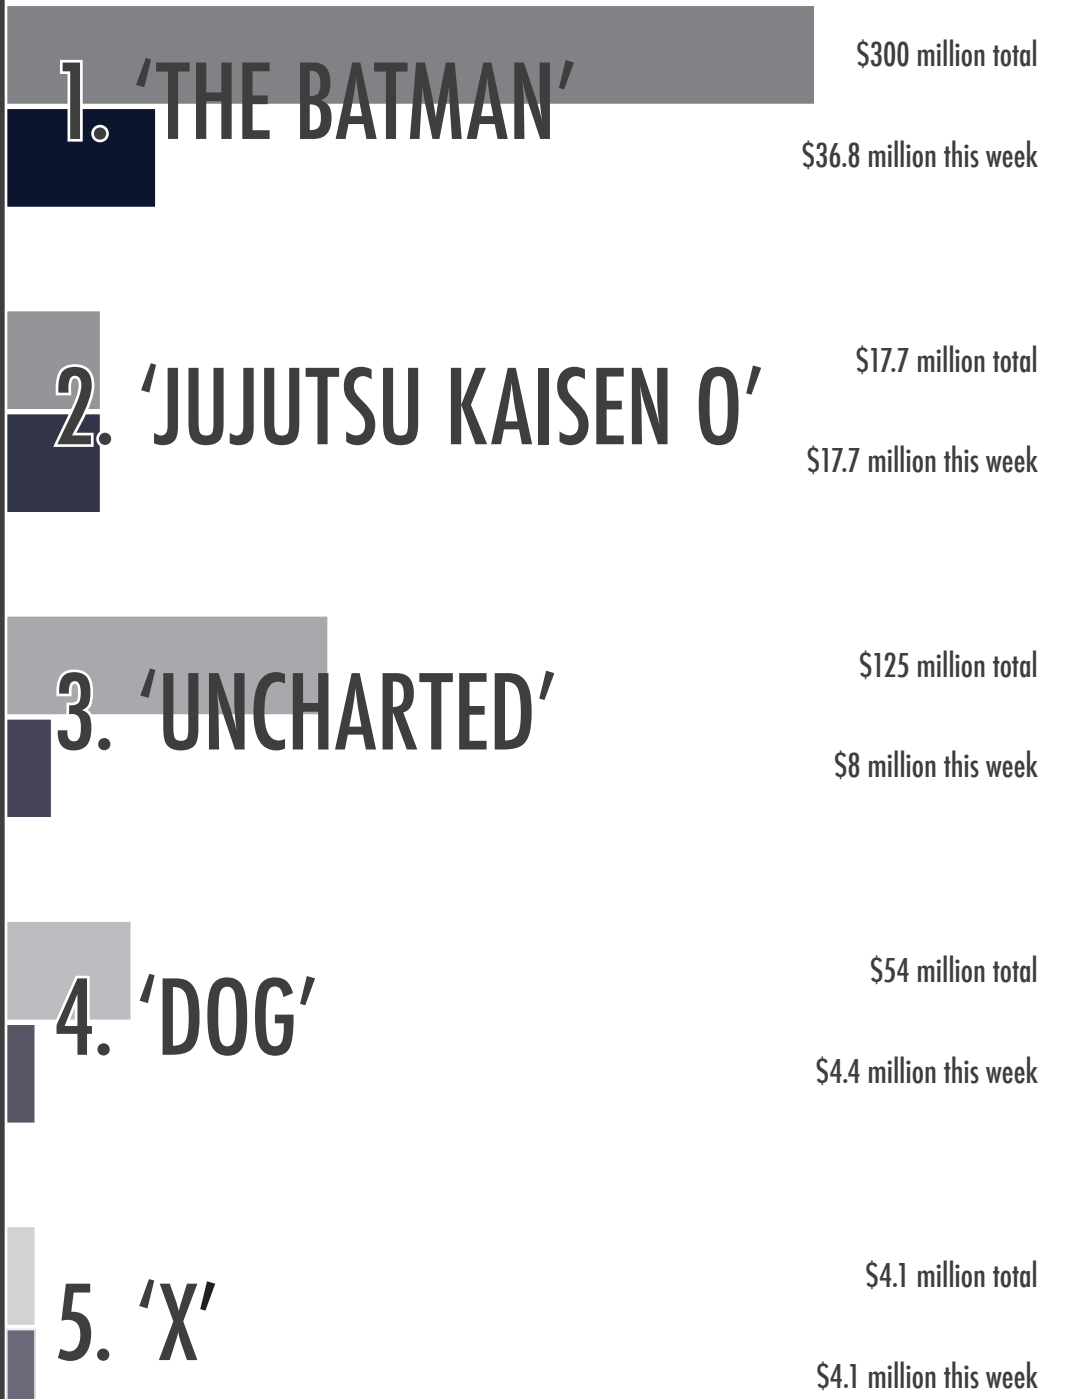 $300 million total
1. ‘THE BATMAN’
$36.8 million this week
$17.7 million total
2. ‘JUJUTSU KAISEN O’
$17.7 million this week
$125 million total
3. ‘UNCHARTED’
$8 million this week
$54 million total
4. ‘DOG’
$4.4 million this week
$4.1 million total
5. ‘X’
$4.1 million this week